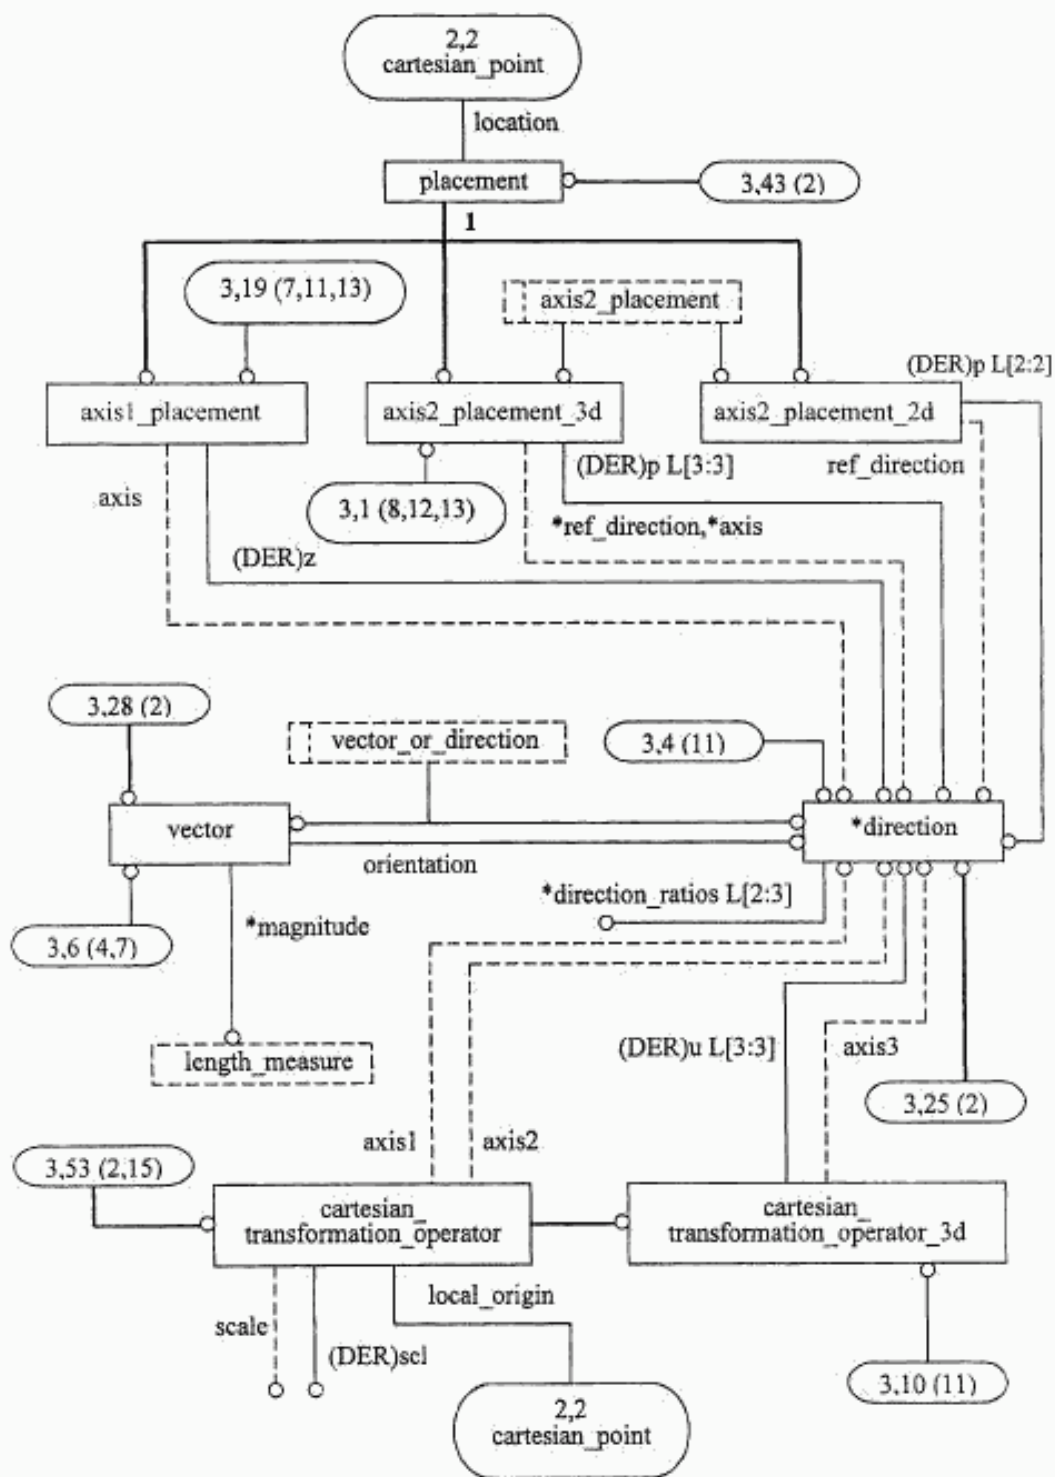 2,2
cartesian_point
location
placement
3,43 (2)
1
3,19 (7,11,13)
axis2_placement
(DER)p L[2:2]
axis1_placement
axis2_placement_3d
axis2_placement_2d
(DER)p L[3:3]
ref_direction
axis
3,1 (8,12,13)
*ref_direction,*axis
(DER)z
3,28 (2)
vector_or_direction
3,4 (11)
vector
*direction
orientation
*direction_ratios L[2:3]
*magnitude
3,6 (4,7)
(DER)u L[3:3]
axis3
length_measure
3,25 (2)
axis1
axis2
3,53 (2,15)
cartesian_
transformation_operator
cartesian_
transformation_operator_3d
local_origin
scale
(DER)scl
3,10 (11)
2,2
cartesian_point